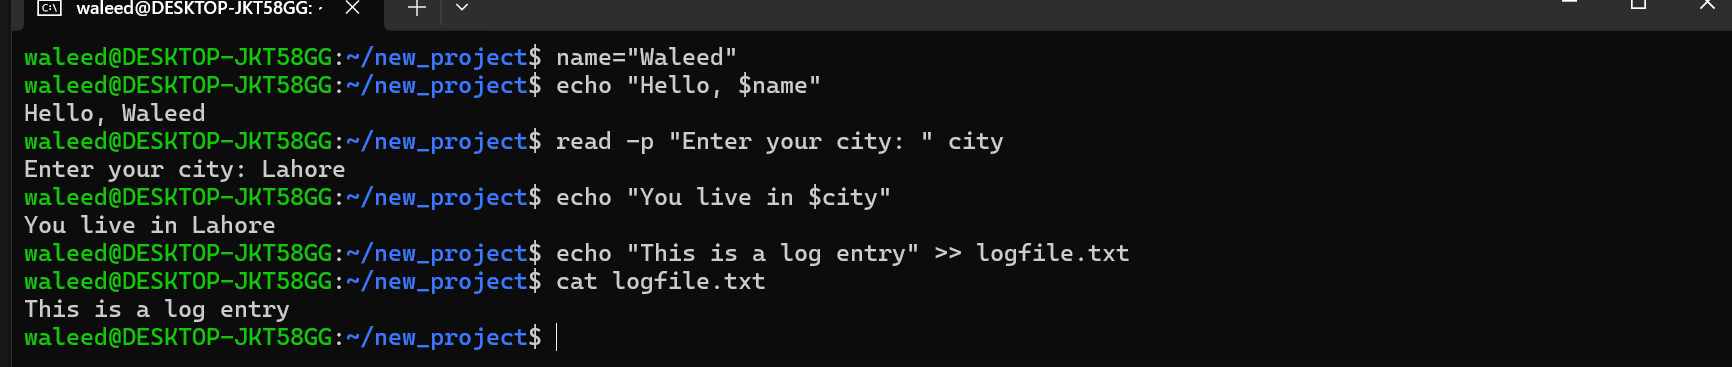 waleed@DESKTOP-JKT58GG: ~
waleed@DESKTOP-JKT58GG:~/new_project$ name="Waleed"
waleed@DESKTOP-JKT58GG:~/new_project$ echo "Hello, $name"
Hello, Waleed
waleed@DESKTOP-JKT58GG:~/new_project$ read -p "Enter your city: " city
Enter your city: Lahore
waleed@DESKTOP-JKT58GG:~/new_project$ echo "You live in $city"
You live in Lahore
waleed@DESKTOP-JKT58GG:~/new_project$ echo "This is a log entry" >> logfile.txt
waleed@DESKTOP-JKT58GG:~/new_project$ cat logfile.txt
This is a log entry
waleed@DESKTOP-JKT58GG:~/new_project$